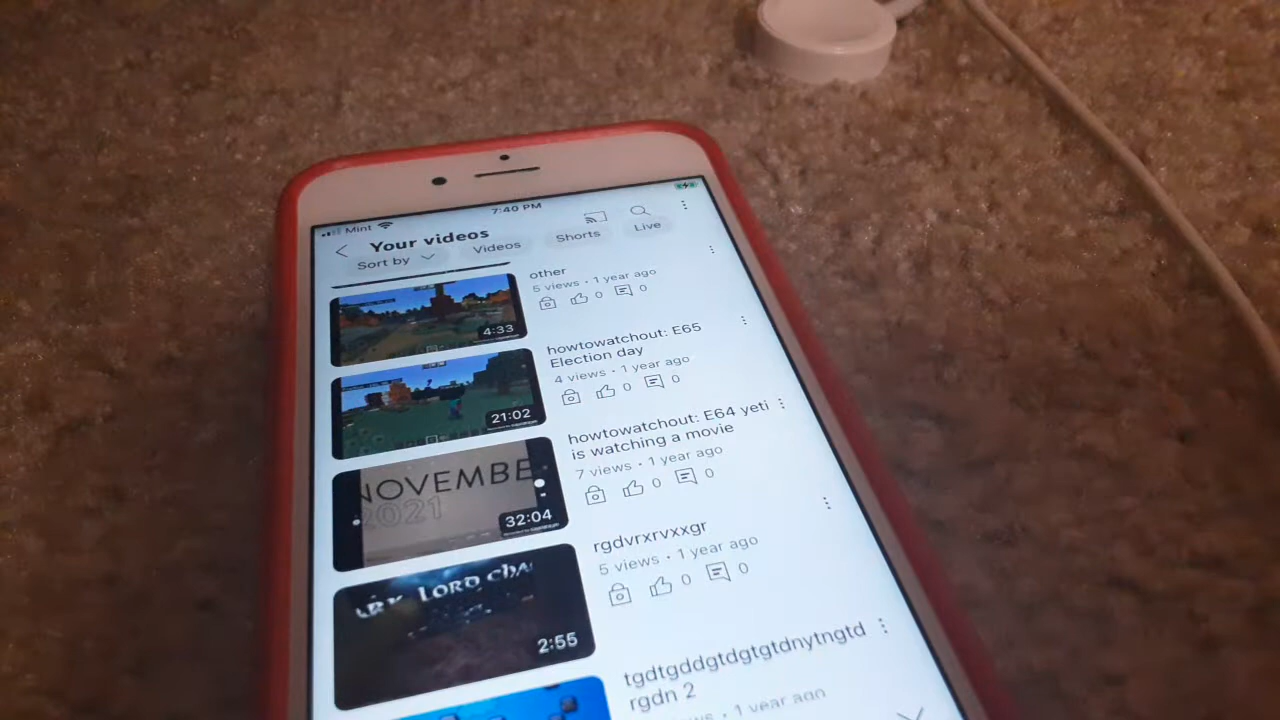 Mint 7:40 PM
Your videos
Sort by Videos Shorts Live
other
5 views • 1 year ago
0 0
4:33
howtowatchout: E65
Election day
4 views • 1 year ago
0 0
21:02
howtowatchout: E64 yeti
is watching a movie
7 views • 1 year ago
0 0
NOVEMBE
2021
32:04
rgdvrxrvxxgr
5 views • 1 year ago
0 0
ARK LORD CHA
2:55
tgdtgddgtdgtgtdnytngtd
rgdn 2
views • 1 year ago